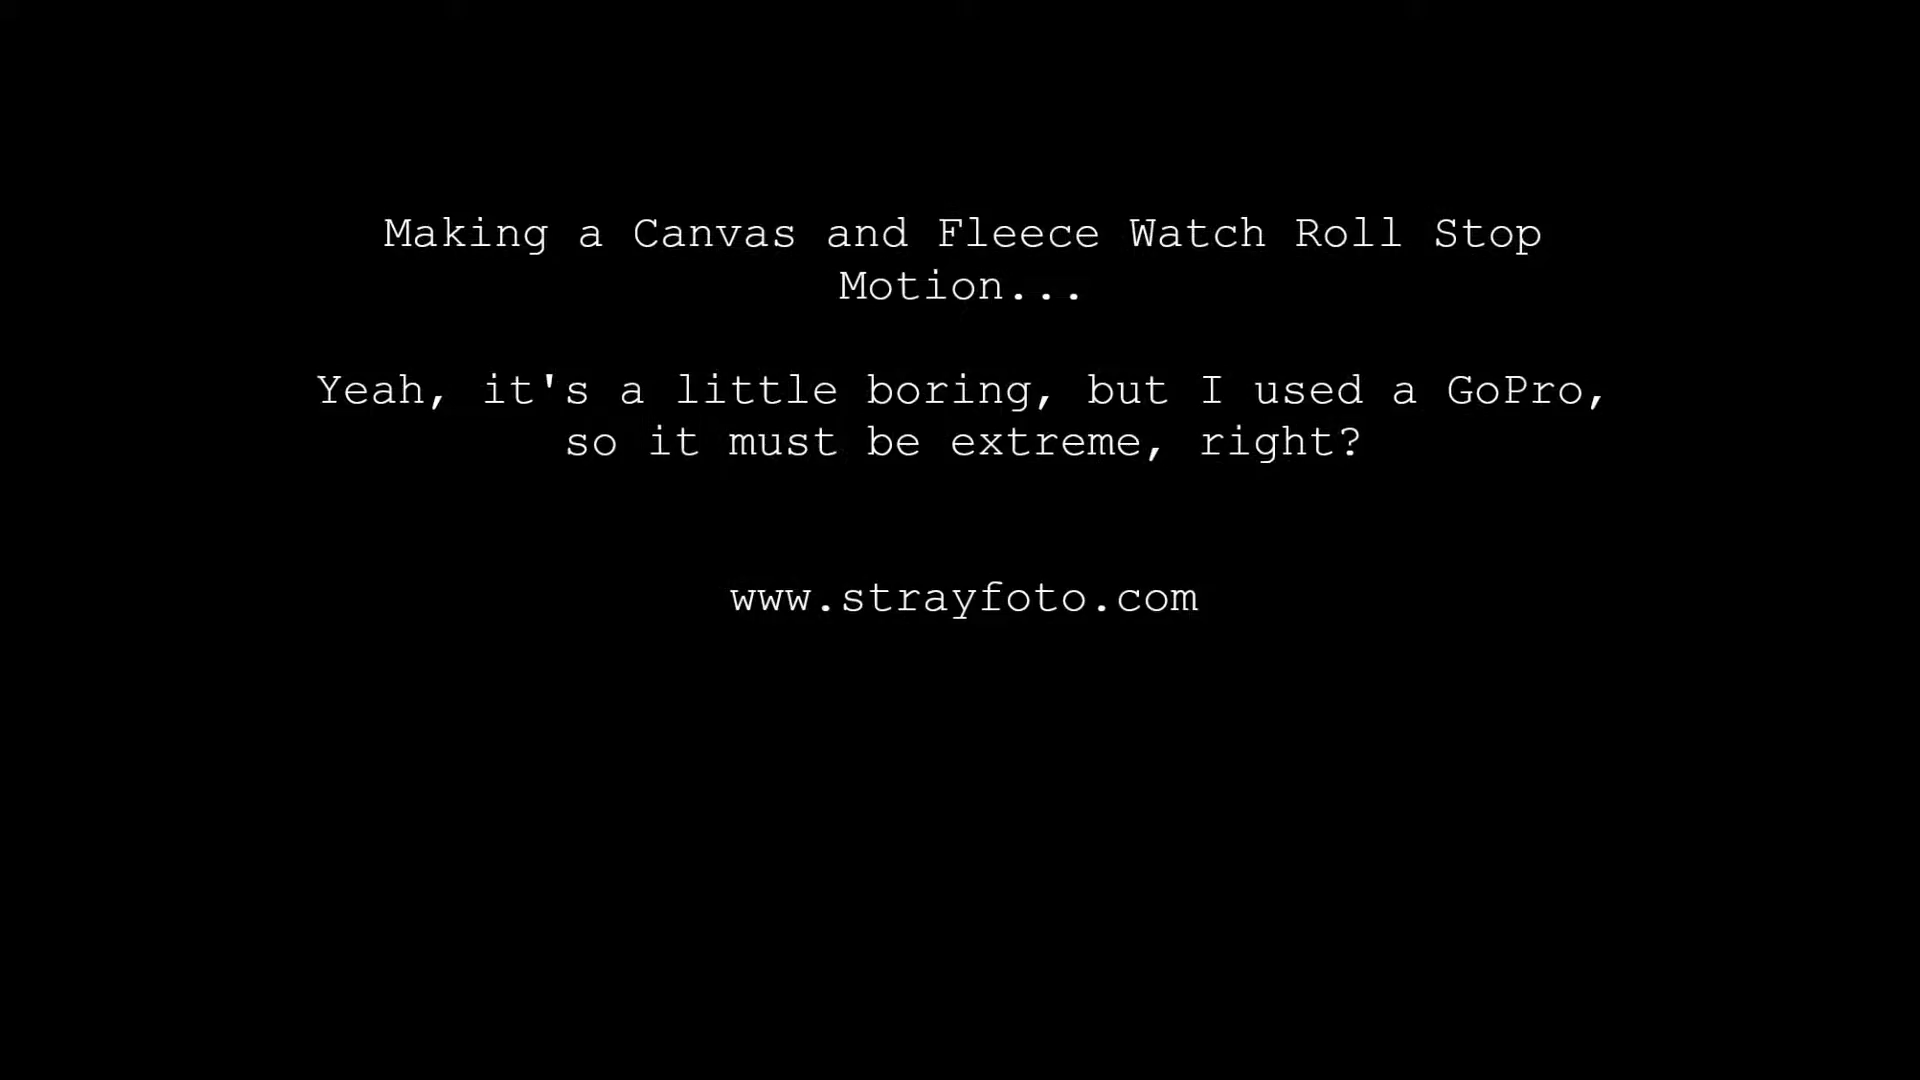 Making a Canvas and Fleece Watch Roll Stop
Motion...
Yeah, it's a little boring, but I used a GoPro,
so it must be extreme, right?
www.strayfoto.com